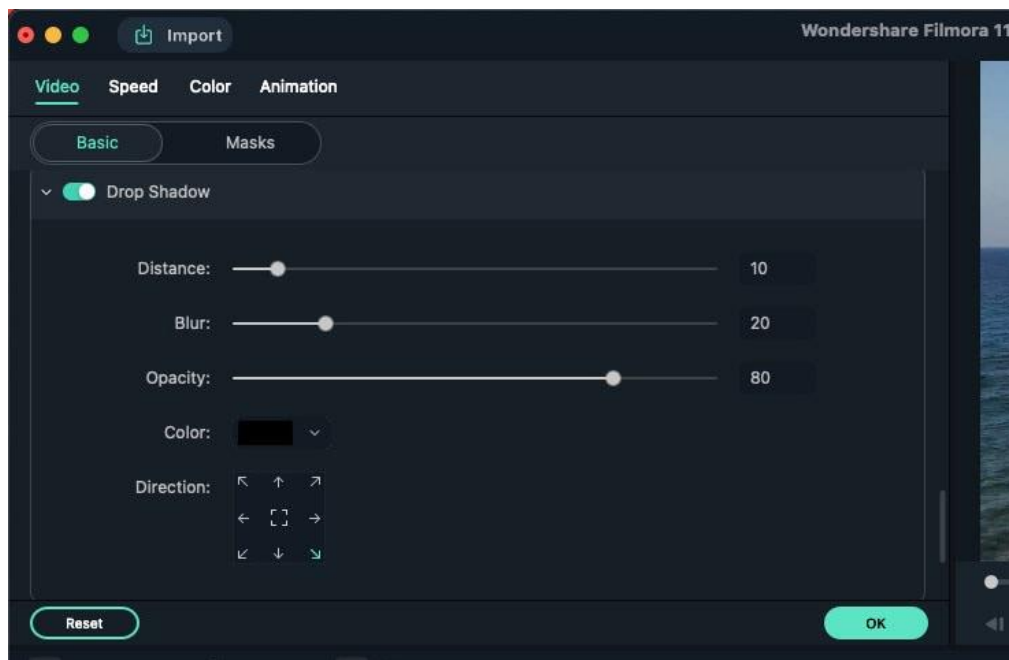 Import
Wondershare Filmora 11
Video Speed Color Animation
Basic Masks
Drop Shadow
Distance: 10
Blur: 20
Opacity: 80
Color:
Direction:
Reset OK